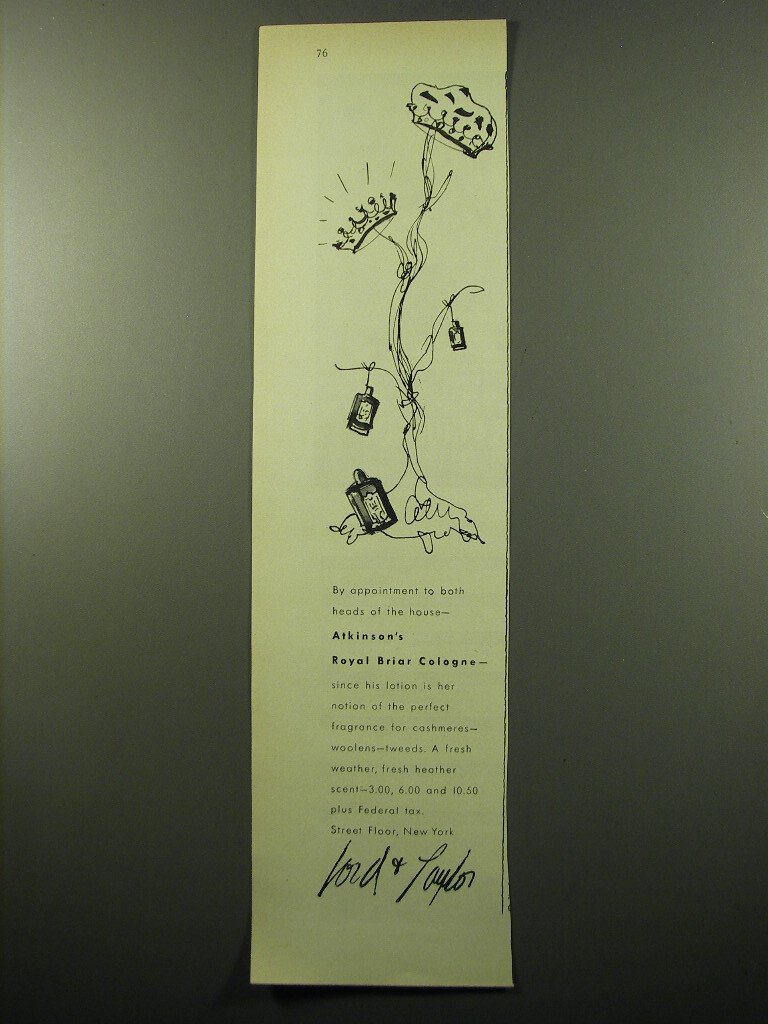 76
By appointment to both
heads of the house—
Atkinson's
Royal Briar Cologne—
since his lotion is her
notion of the perfect
fragrance for cashmeres—
woolens—tweeds. A fresh
weather, fresh heather
scent—3.00, 6.00 and 10.50
plus Federal tax.
Street Floor, New York
Lord & Taylor